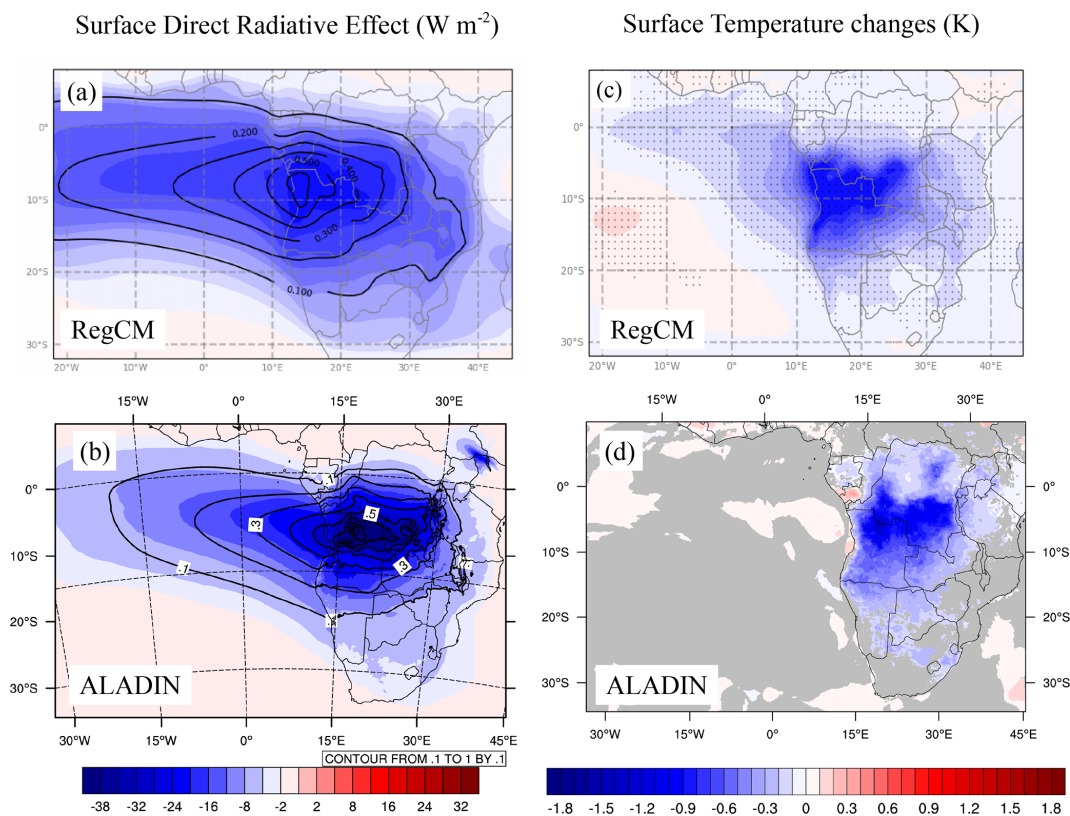 Surface Direct Radiative Effect (W m-2)
Surface Temperature changes (K)
(a)
0.200
0.500
0.400
0.300
0.100
0°
10°S
20°S
30°S
RegCM
20°W 10°W 0° 10°E 20°E 30°E 40°E
(c)
0°
10°S
20°S
30°S
RegCM
20°W 10°W 0° 10°E 20°E 30°E 40°E
15°W 0° 15°E 30°E
(b)
.1
.5
.3
.3
.1
0°
10°S
20°S
30°S
ALADIN
30°W 15°W 0° 15°E 30°E 45°E
CONTOUR FROM .1 TO 1 BY .1
-38 -32 -24 -16 -8 -2 2 8 16 24 32
15°W 0° 15°E 30°E
(d)
0°
10°S
20°S
30°S
0°
10°S
20°S
30°S
ALADIN
30°W 15°W 0° 15°E 30°E 45°E
-1.8 -1.5 -1.2 -0.9 -0.6 -0.3 0 0.3 0.6 0.9 1.2 1.5 1.8